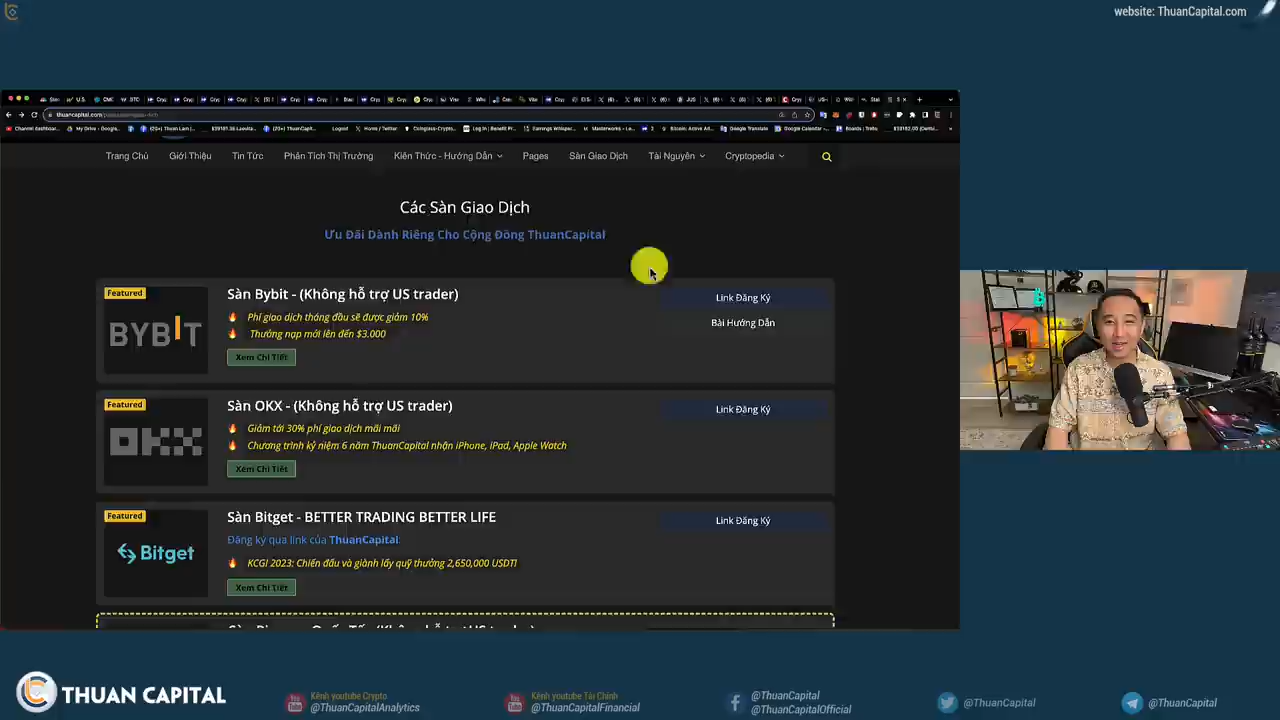 website: ThuanCapital.com
thuancapital.com
Trang Chủ
Giới Thiệu
Tin Tức
Phân Tích Thị Trường
Kiến Thức - Hướng Dẫn
Pages
Sàn Giao Dịch
Tài Nguyên
Cryptopedia
Các Sàn Giao Dịch
Ưu Đãi Dành Riêng Cho Cộng Đồng ThuanCapital
Featured
BYBIT
Sàn Bybit - (Không hỗ trợ US trader)
Phí giao dịch tháng đầu sẽ được giảm 10%
Thưởng nạp mới lên đến $3.000
Xem Chi Tiết
Link Đăng Ký
Bài Hướng Dẫn
Featured
OKX
Sàn OKX - (Không hỗ trợ US trader)
Giảm tới 30% phí giao dịch mãi mãi
Chương trình kỷ niệm 6 năm ThuanCapital nhận iPhone, iPad, Apple Watch
Xem Chi Tiết
Link Đăng Ký
Featured
Bitget
Sàn Bitget - BETTER TRADING BETTER LIFE
Đăng ký qua link của ThuanCapital:
KCGI 2023: Chiến đấu và giành lấy quỹ thưởng 2,650,000 USDT!
Xem Chi Tiết
Link Đăng Ký
THUAN CAPITAL
Kênh youtube Crypto
@ThuanCapitalAnalytics
Kênh youtube Tài Chính
@ThuanCapitalFinancial
@ThuanCapital
@ThuanCapitalOfficial
@ThuanCapital
@ThuanCapital